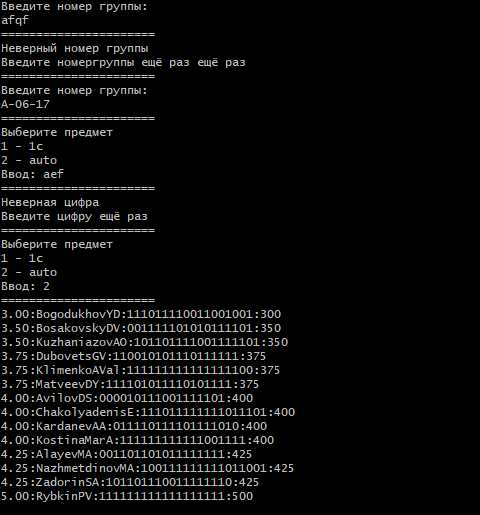 Введите номер группы:
afqf
======================
Неверный номер группы
Введите номергруппы ещё раз ещё раз
======================
Введите номер группы:
A-06-17
======================
Выберите предмет
1 - 1c
2 - auto
Ввод: aef
======================
Неверная цифра
Введите цифру ещё раз
======================
Выберите предмет
1 - 1c
2 - auto
Ввод: 2
======================
3.00:BogodukhovYD:111011110011001001:300
3.50:BosakovskyDV:001111101010111101:350
3.50:KuzhaniazovAO:101101111001111101:350
3.75:DubovetsGV:110010101110111111:375
3.75:KlimenkoAVal:111111111111111100:375
3.75:MatveevDY:111101011110101111:375
4.00:AvilovDS:000010111001111101:400
4.00:ChakolyadenisE:111011111111011101:400
4.00:KardanevAA:011110111101111010:400
4.00:KostinaMarA:111111111111001111:400
4.25:AlayevMA:001101101011111111:425
4.25:NazhmetdinovMA:100111111111011001:425
4.25:ZadorinSA:101101110011111110:425
5.00:RybkinPV:111111111111111111:500